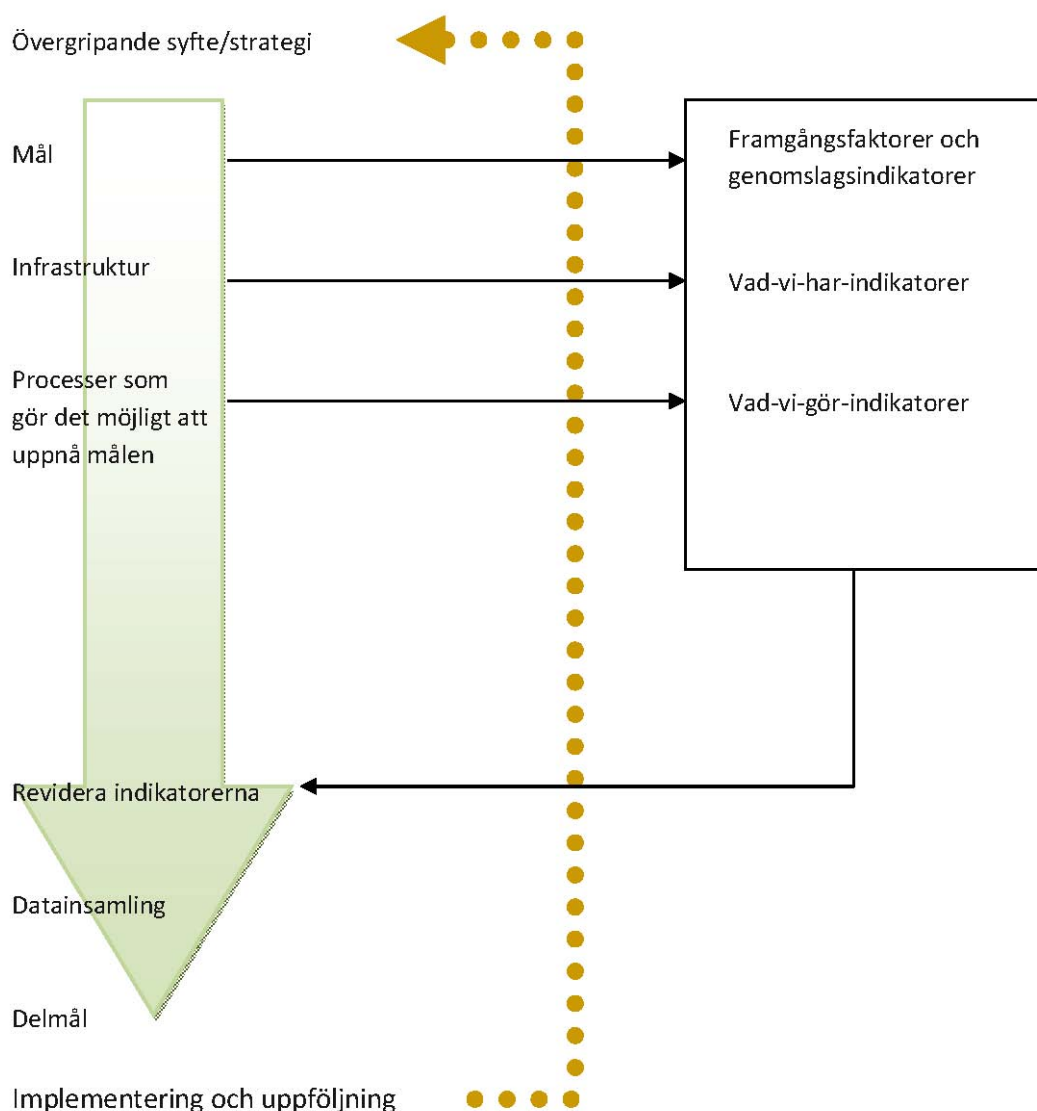 Övergripande syfte/strategi
Mål
Infrastruktur
Processer som
gör det möjligt att
uppnå målen
Revidera indikatorerna
Datainsamling
Delmål
Implementering och uppföljning
Framgångsfaktorer och
genomslagsindikatorer
Vad-vi-har-indikatorer
Vad-vi-gör-indikatorer